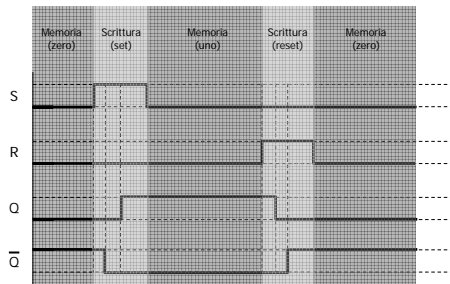 Memoria Scrittura Memoria Scrittura Memoria
(zero) (set) (uno) (reset) (zero)
S
R
Q
Q̅